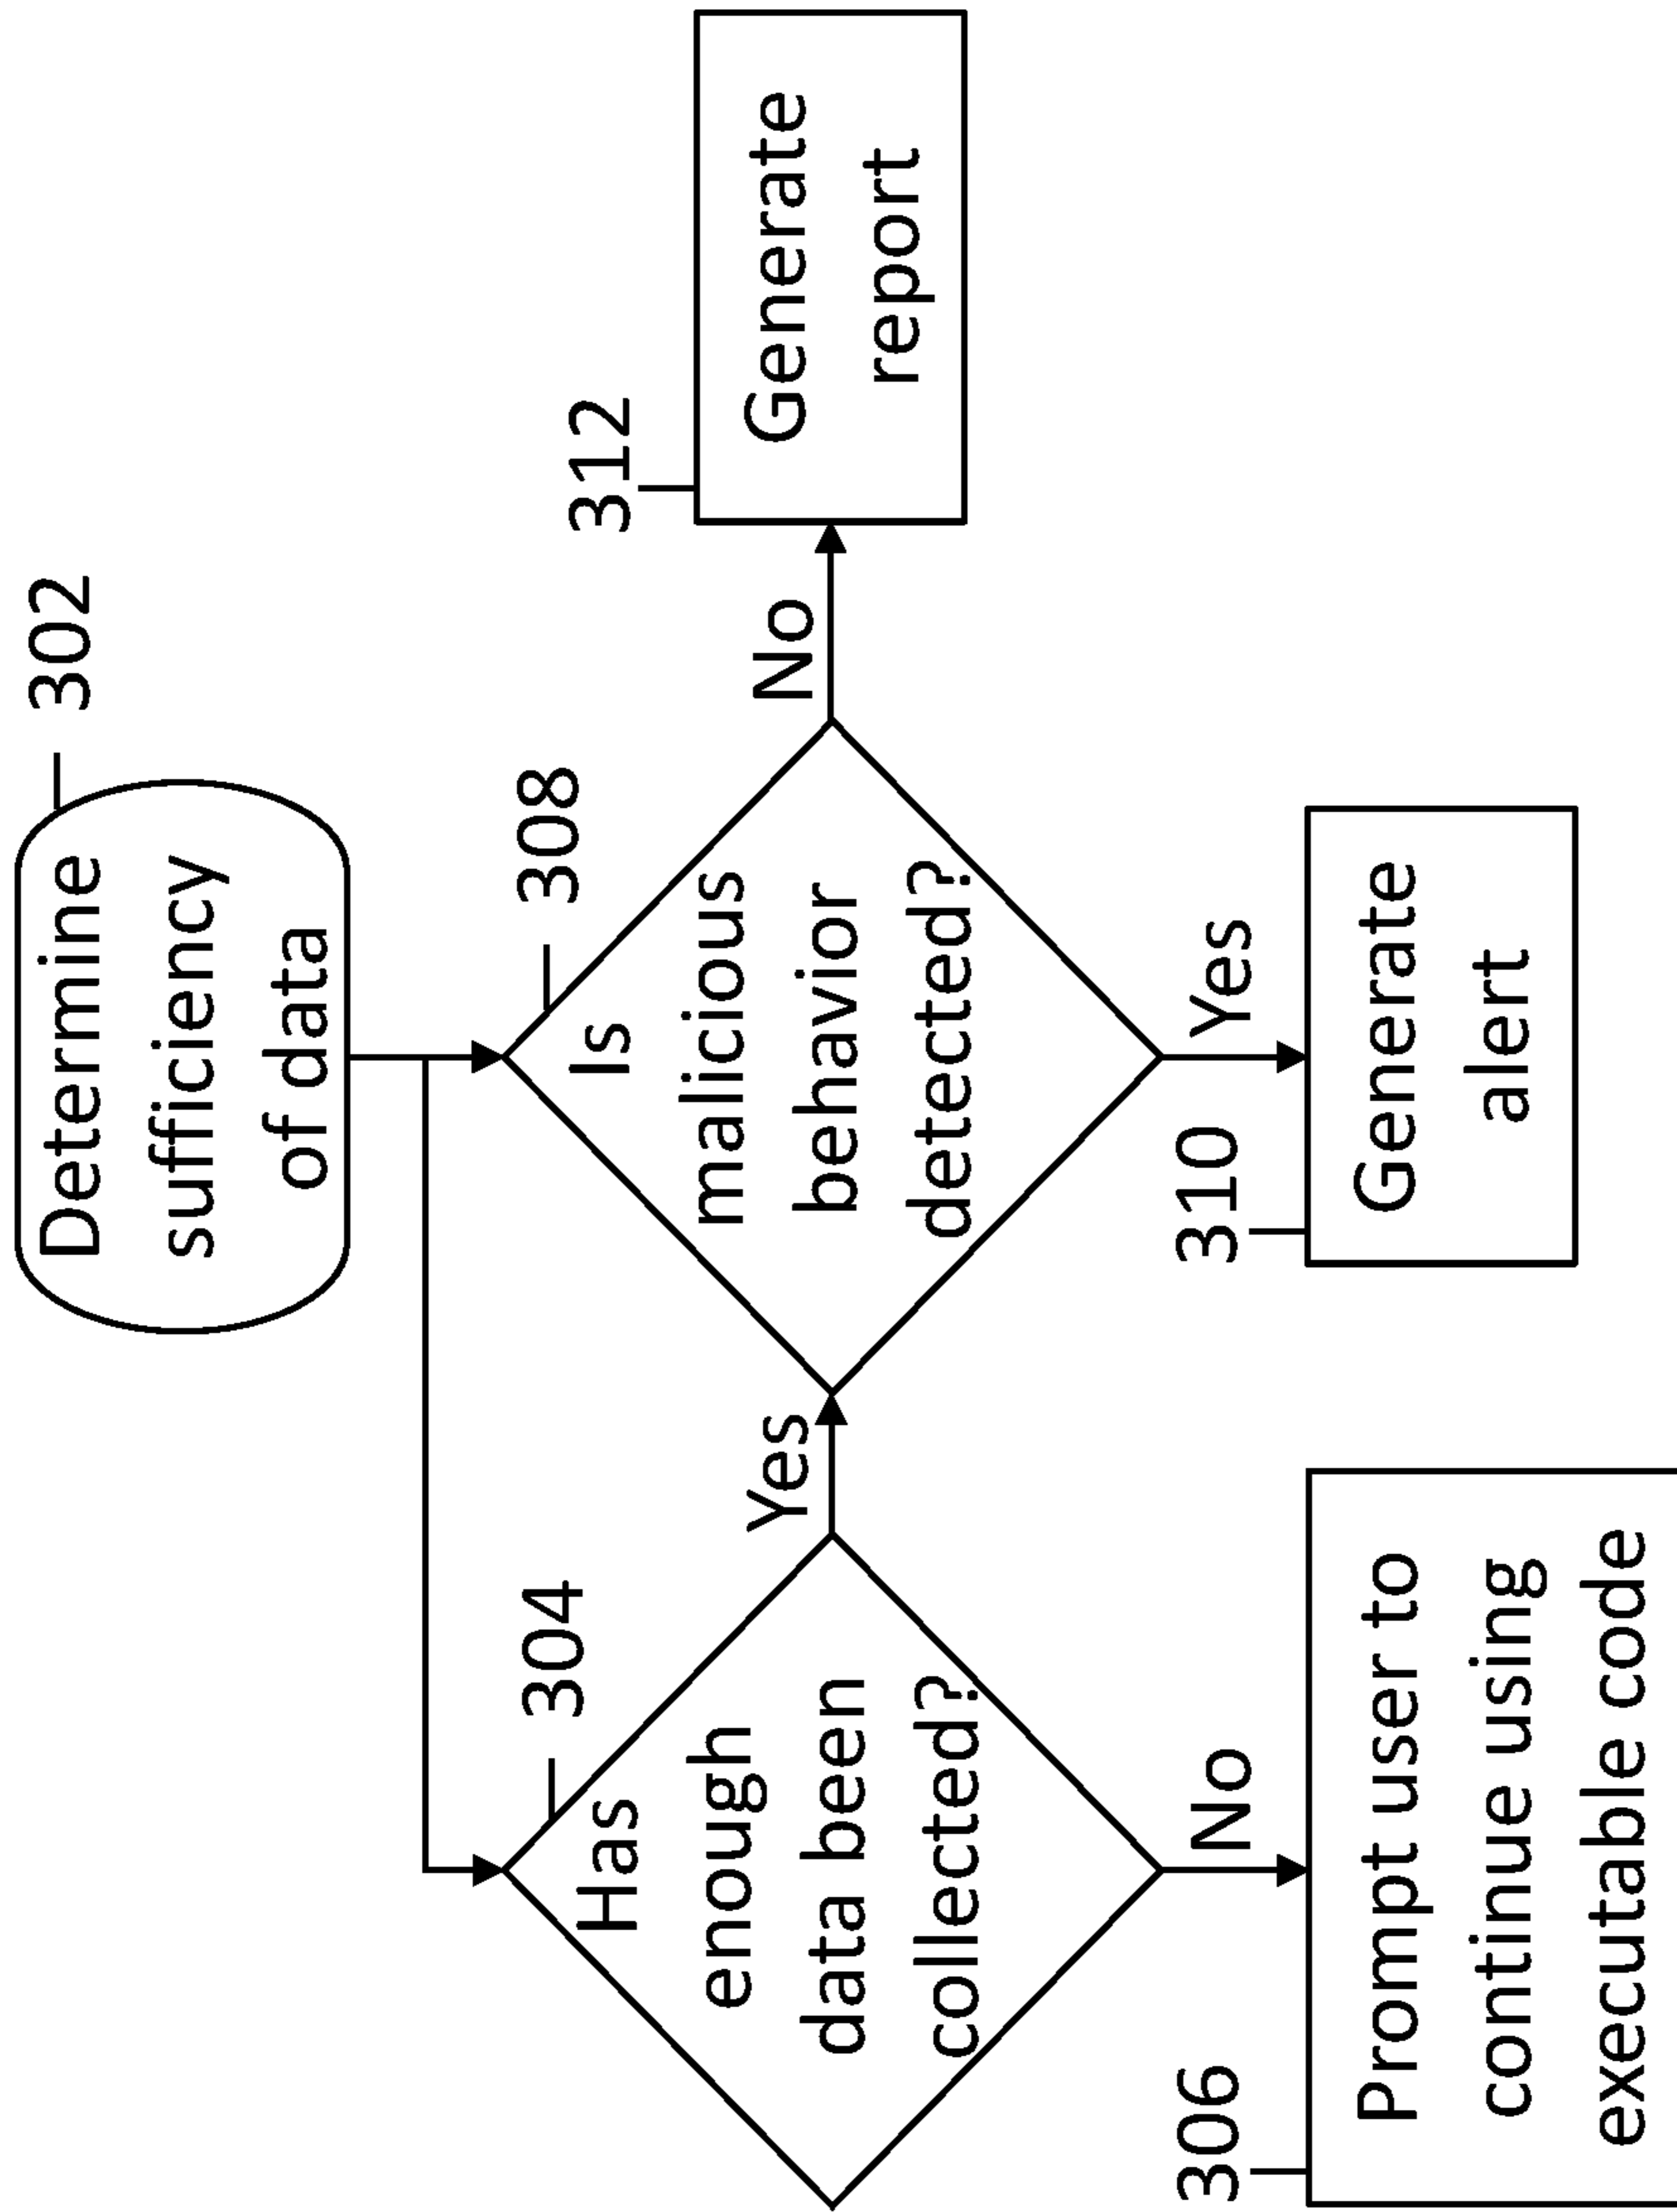 302
Determine
sufficiency
of data
304
Has
enough
data been
collected?
Yes
308
Is
malicious
behavior
detected?
No
312
Generate
report
No
306
Prompt user to
continue using
executable code
Yes
310
Generate
alert